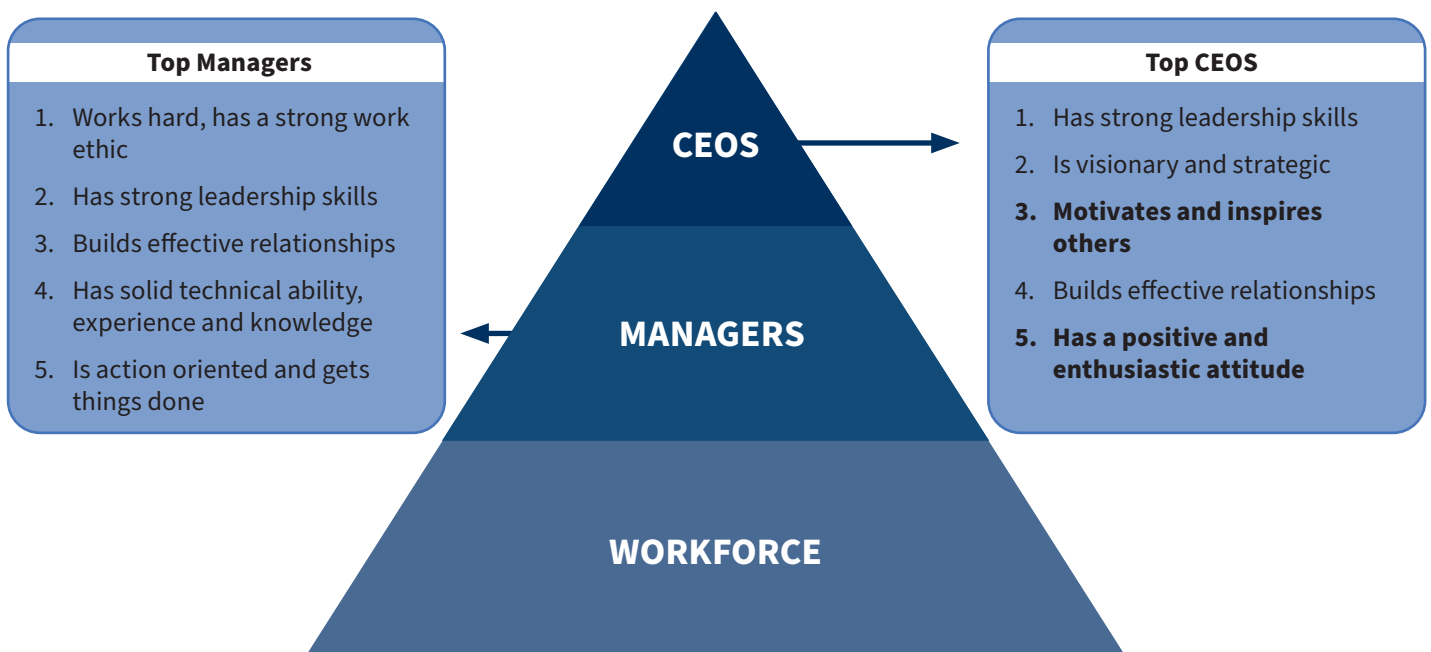 Top Managers
1. Works hard, has a strong work
ethic
2. Has strong leadership skills
3. Builds effective relationships
4. Has solid technical ability,
experience and knowledge
5. Is action oriented and gets
things done
CEOS
MANAGERS
WORKFORCE
Top CEOS
1. Has strong leadership skills
2. Is visionary and strategic
3. Motivates and inspires
others
4. Builds effective relationships
5. Has a positive and
enthusiastic attitude